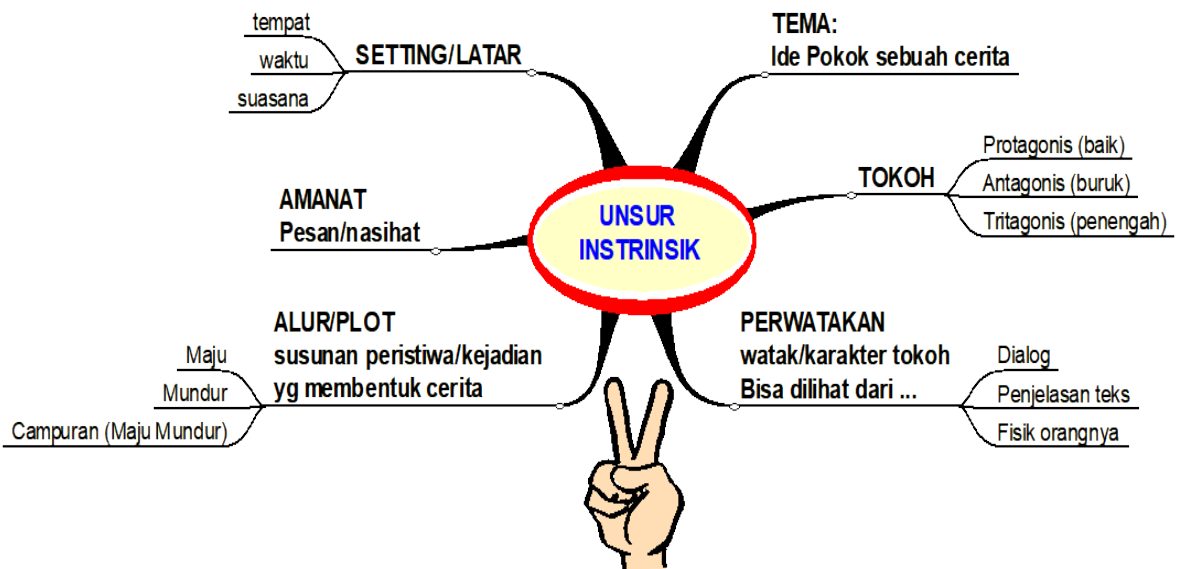 UNSUR
INSTRINSIK
TEMA:
Ide Pokok sebuah cerita
TOKOH
Protagonis (baik)
Antagonis (buruk)
Tritagonis (penengah)
PERWATAKAN
watak/karakter tokoh
Bisa dilihat dari ...
Dialog
Penjelasan teks
Fisik orangnya
SETTING/LATAR
tempat
waktu
suasana
AMANAT
Pesan/nasihat
ALUR/PLOT
susunan peristiwa/kejadian
yg membentuk cerita
Maju
Mundur
Campuran (Maju Mundur)